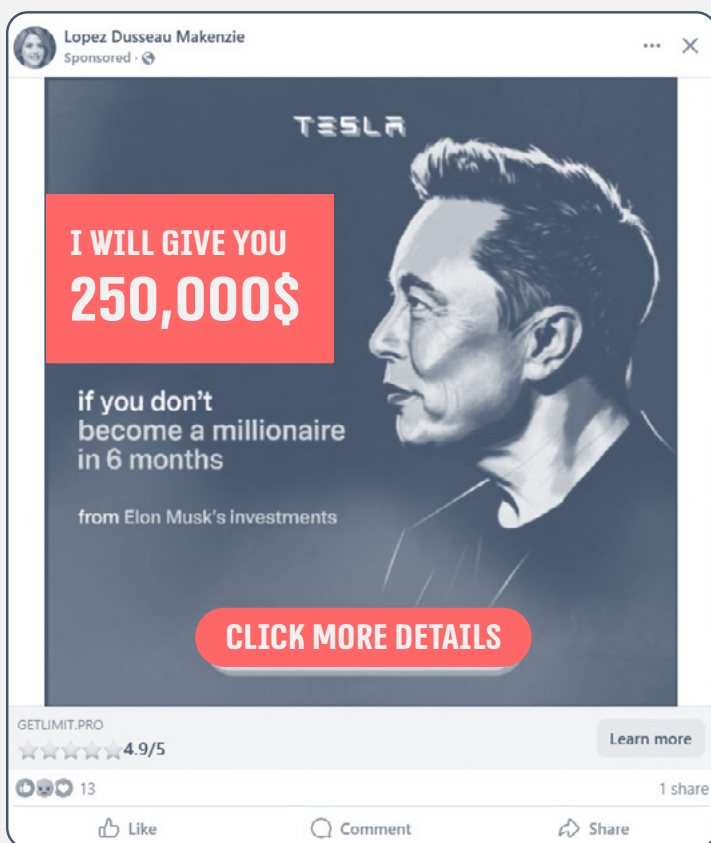 Lopez Dusseau Makenzie
Sponsored ·
TESLA
I WILL GIVE YOU
250,000$
if you don't
become a millionaire
in 6 months
from Elon Musk's investments
CLICK MORE DETAILS
GETLIMIT.PRO
4.9/5
Learn more
13
1 share
Like
Comment
Share